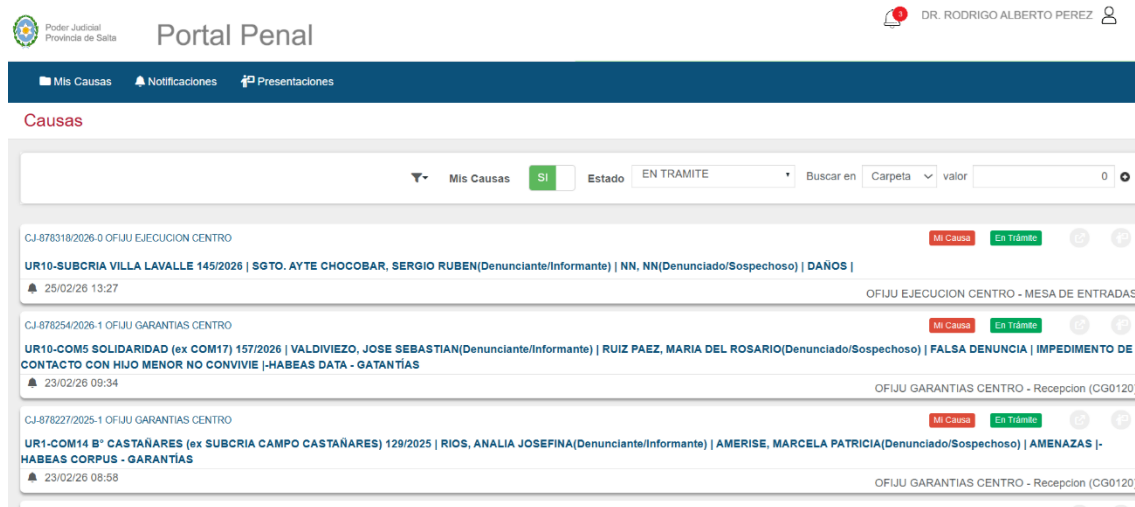 Poder Judicial
Provincia de Salta
Portal Penal
3
DR. RODRIGO ALBERTO PEREZ
Mis Causas Notificaciones Presentaciones
Causas
Mis Causas SI Estado EN TRAMITE Buscar en Carpeta valor 0
CJ-878318/2026-0 OFIJU EJECUCION CENTRO Mi Causa En Trámite
UR10-SUBCRIA VILLA LAVALLE 145/2026 | SGTO. AYTE CHOCOBAR, SERGIO RUBEN(Denunciante/Informante) | NN, NN(Denunciado/Sospechoso) | DAÑOS |
25/02/26 13:27
OFIJU EJECUCION CENTRO - MESA DE ENTRADAS
CJ-878254/2026-1 OFIJU GARANTIAS CENTRO Mi Causa En Trámite
UR10-COM5 SOLIDARIDAD (ex COM17) 157/2026 | VALDIVIEZO, JOSE SEBASTIAN(Denunciante/Informante) | RUIZ PAEZ, MARIA DEL ROSARIO(Denunciado/Sospechoso) | FALSA DENUNCIA | IMPEDIMENTO DE
CONTACTO CON HIJO MENOR NO CONVIVIE |-HABEAS DATA - GATANTÍAS
23/02/26 09:34
OFIJU GARANTIAS CENTRO - Recepcion (CG0120)
CJ-878227/2025-1 OFIJU GARANTIAS CENTRO Mi Causa En Trámite
UR1-COM14 B° CASTAÑARES (ex SUBCRIA CAMPO CASTAÑARES) 129/2025 | RIOS, ANALIA JOSEFINA(Denunciante/Informante) | AMERISE, MARCELA PATRICIA(Denunciado/Sospechoso) | AMENAZAS |-
HABEAS CORPUS - GARANTÍAS
23/02/26 08:58
OFIJU GARANTIAS CENTRO - Recepcion (CG0120)